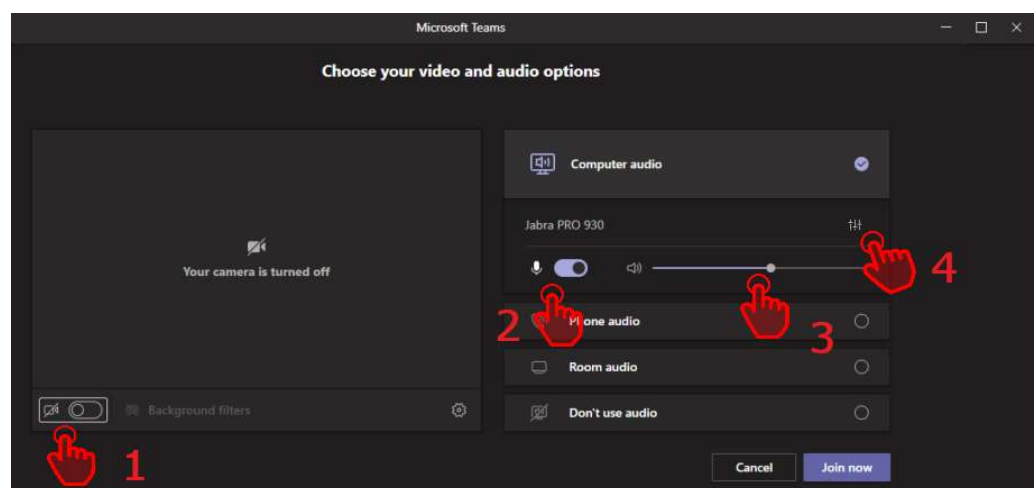 Microsoft Teams
Choose your video and audio options
Computer audio
Jabra PRO 930
Your camera is turned off
4
2
Phone audio
3
Room audio
Background filters
Don't use audio
1
Cancel
Join now